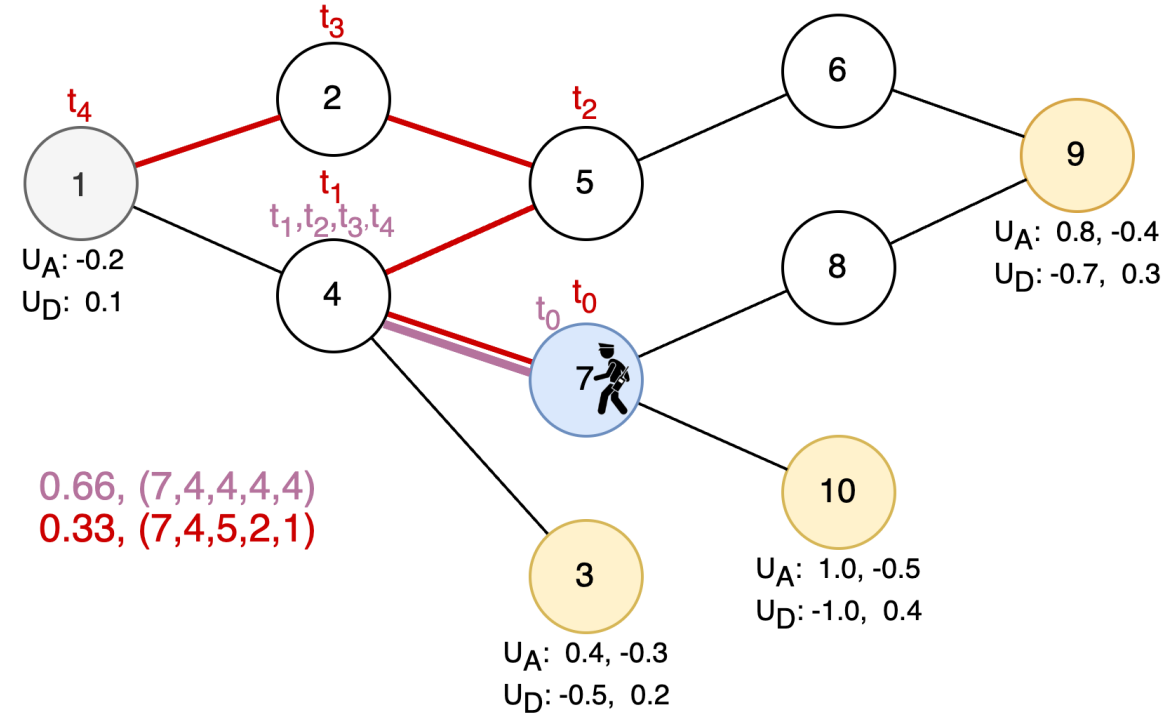 t3
2
6
t4
t2
1
5
9
t1
t1,t2,t3,t4
UA: -0.2
UD: 0.1
4
8
UA: 0.8, -0.4
UD: -0.7, 0.3
t0
t0
7
0.66, (7,4,4,4,4)
0.33, (7,4,5,2,1)
10
UA: 1.0, -0.5
UD: -1.0, 0.4
3
UA: 0.4, -0.3
UD: -0.5, 0.2